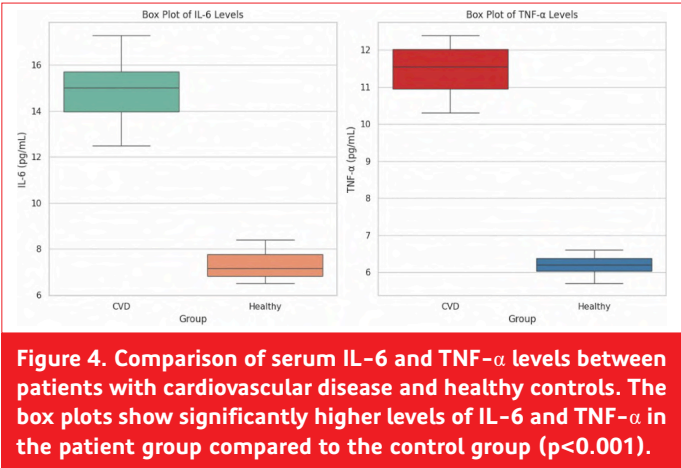 Box Plot of IL-6 Levels
IL-6 (pg/mL)
16
14
12
10
8
6
CVD
Healthy
Group
Box Plot of TNF-α Levels
TNF-α (pg/mL)
12
11
10
9
8
7
6
CVD
Healthy
Group
Figure 4. Comparison of serum IL-6 and TNF-α levels between
patients with cardiovascular disease and healthy controls. The
box plots show significantly higher levels of IL-6 and TNF-α in
the patient group compared to the control group (p<0.001).